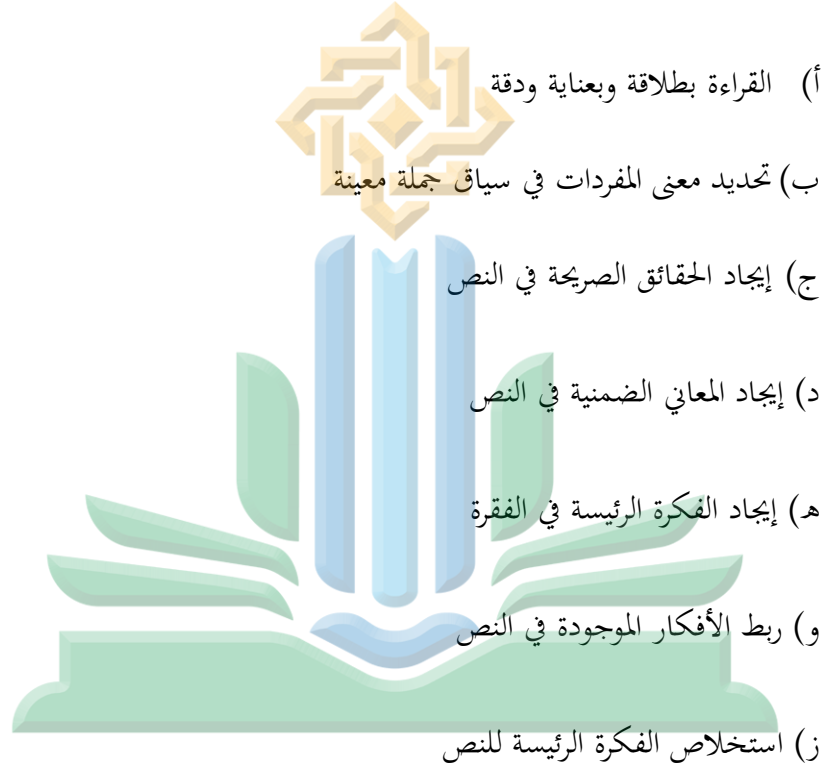 أ) القراءة بطلاقة وبعناية ودقة
ب) تحديد معنى المفردات في سياق جملة معينة
ج) إيجاد الحقائق الصريحة في النص
د) إيجاد المعاني الضمنية في النص
هـ) إيجاد الفكرة الرئيسة في الفقرة
و) ربط الأفكار الموجودة في النص
ز) استخلاص الفكرة الرئيسة للنص